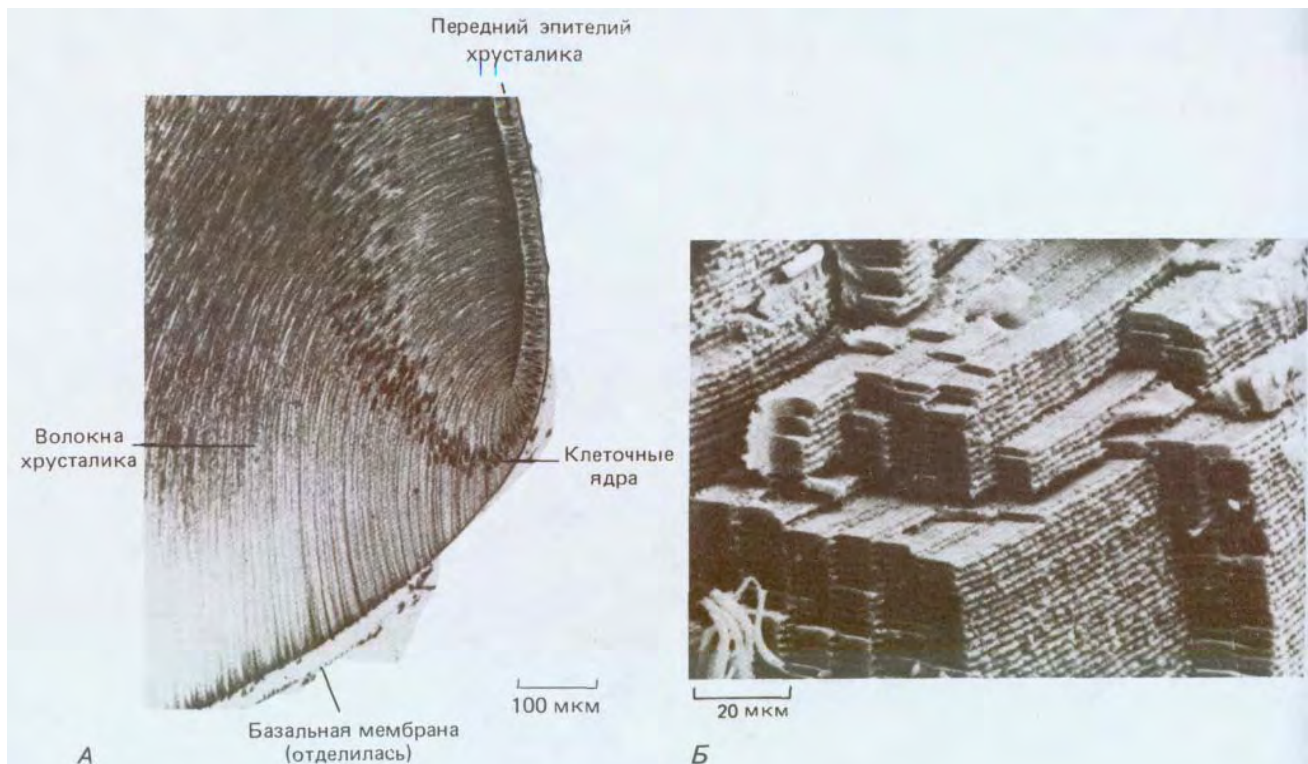 Передний эпителий
хрусталика
Волокна
хрусталика
Клеточные
ядра
100 мкм
Базальная мембрана
(отделилась)
А
20 мкм
Б